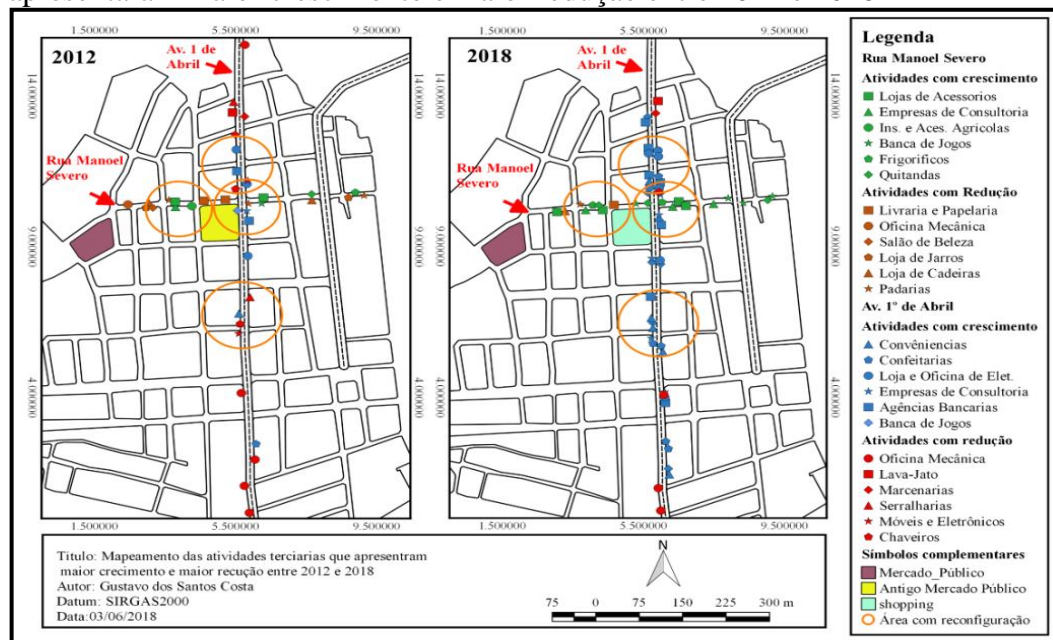 1.500000 5.500000 9.500000
2012
Av. 1 de
Abril
14.000000
Rua Manoel
Severo
9.000000
4.000000
1.500000 5.500000 9.500000
1.500000 5.500000 9.500000
2018
Av. 1 de
Abril
14.000000
Rua Manoel
Severo
9.000000
4.000000
1.500000 5.500000 9.500000
Titulo: Mapeamento das atividades terciarias que apresentram
maior crecimento e maior recução entre 2012 e 2018
Autor: Gustavo dos Santos Costa
Datum: SIRGAS2000
Data:03/06/2018
N
75 0 75 150 225 300 m
Legenda
Rua Manoel Severo
Atividades com crescimento
Lojas de Acessorios
Empresas de Consultoria
Ins. e Aces. Agrícolas
Banca de Jogos
Frigorificos
Quitandas
Atividades com Redução
Livraria e Papelaria
Oficina Mecânica
Salão de Beleza
Loja de Jarros
Loja de Cadeiras
Padarias
Av. 1º de Abril
Atividades com crescimento
Convêniencias
Confeitarias
Loja e Oficina de Elet.
Empresas de Consultoria
Agências Bancarias
Banca de Jogos
Atividades com redução
Oficina Mecânica
Lava-Jato
Marcenarias
Serralharias
Móveis e Eletrônicos
Chaveiros
Símbolos complementares
Mercado_Público
Antigo Mercado Público
shopping
Área com reconfiguração